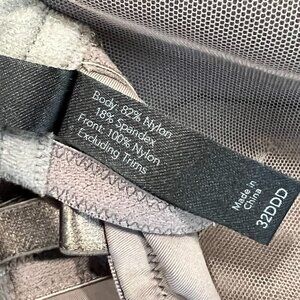 Body: 82% Nylon
18% Spandex
Front: 100% Nylon
Excluding Trims
Made in
China
32DDD